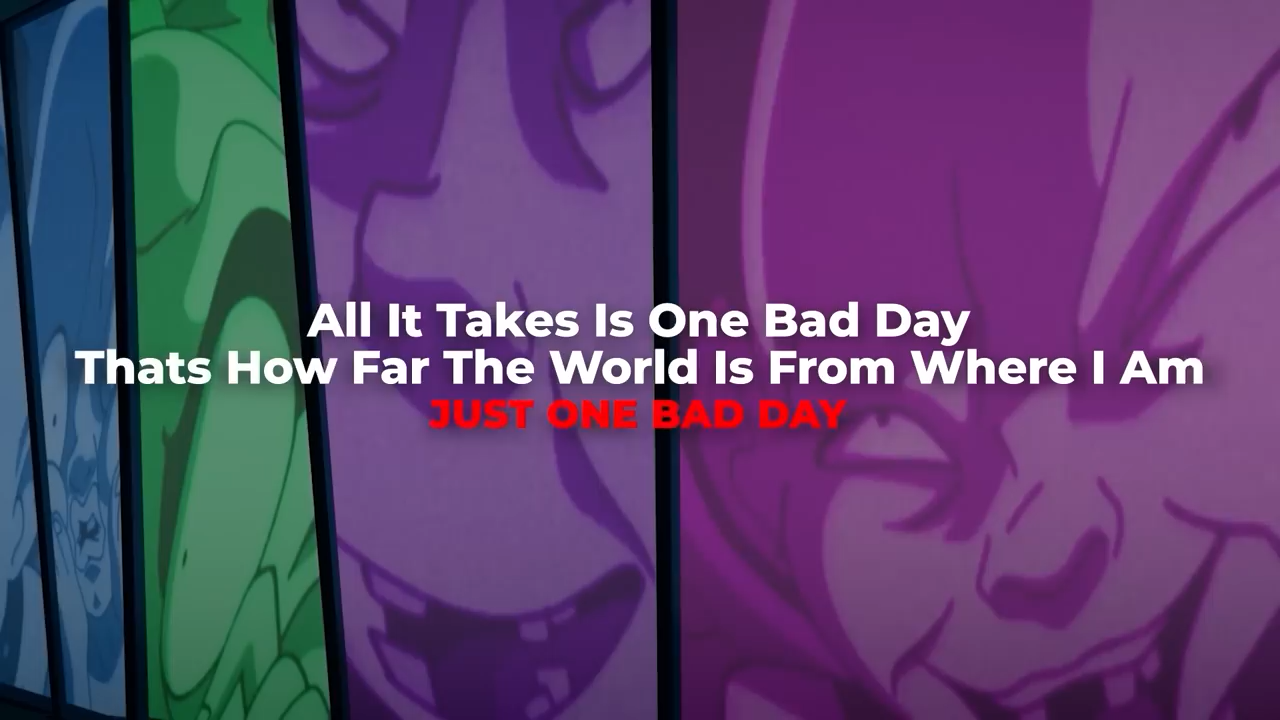 All It Takes Is One Bad Day
Thats How Far The World Is From Where I Am
JUST ONE BAD DAY